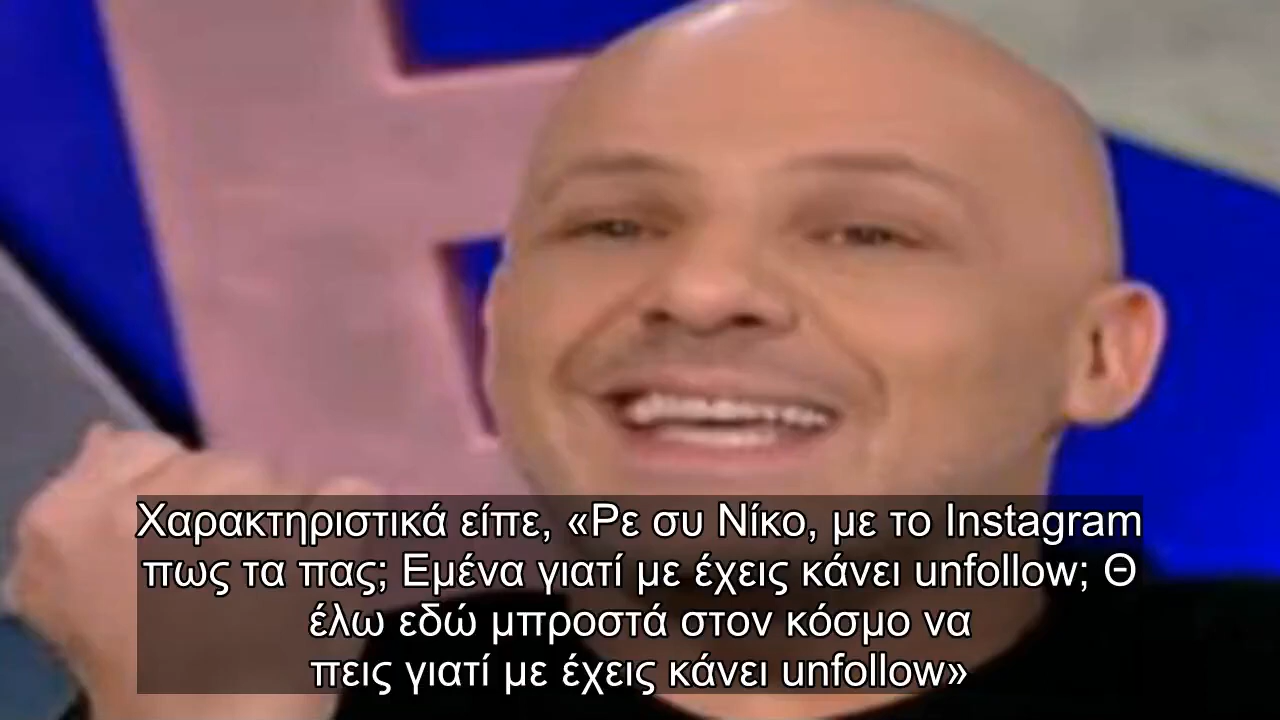 Χαρακτηριστικά είπε, «Ρε συ Νίκο, με το Instagram
πως τα πας; Εμένα γιατί με έχεις κάνει unfollow; Θ
έλω εδώ μπροστά στον κόσμο να
πεις γιατί με έχεις κάνει unfollow»